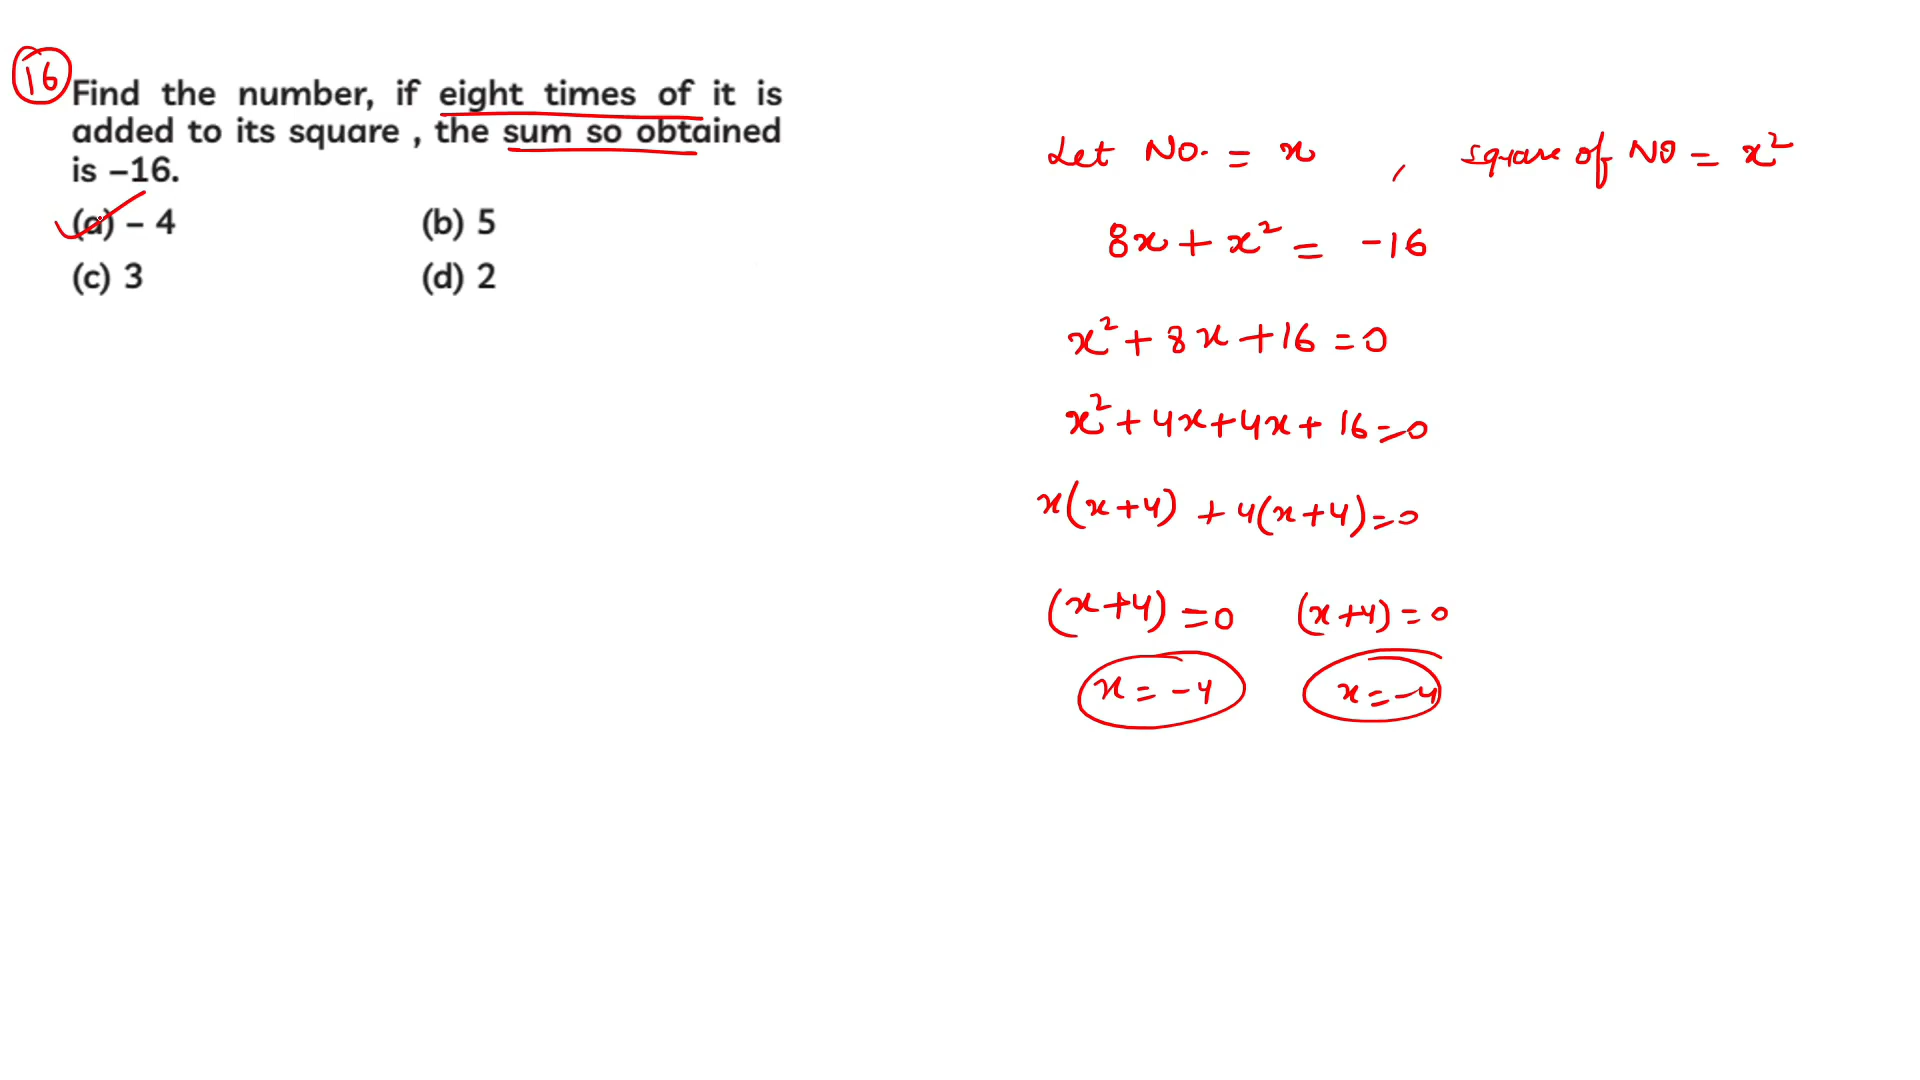 16
Find the number, if eight times of it is
added to its square , the sum so obtained
is –16.
(a) – 4
(b) 5
(c) 3
(d) 2
Let No. = x , square of No = x²
8x + x² = -16
x² + 8x + 16 = 0
x² + 4x + 4x + 16 = 0
x(x+4) + 4(x+4) = 0
(x+4) = 0 (x+4) = 0
x = -4 x = -4